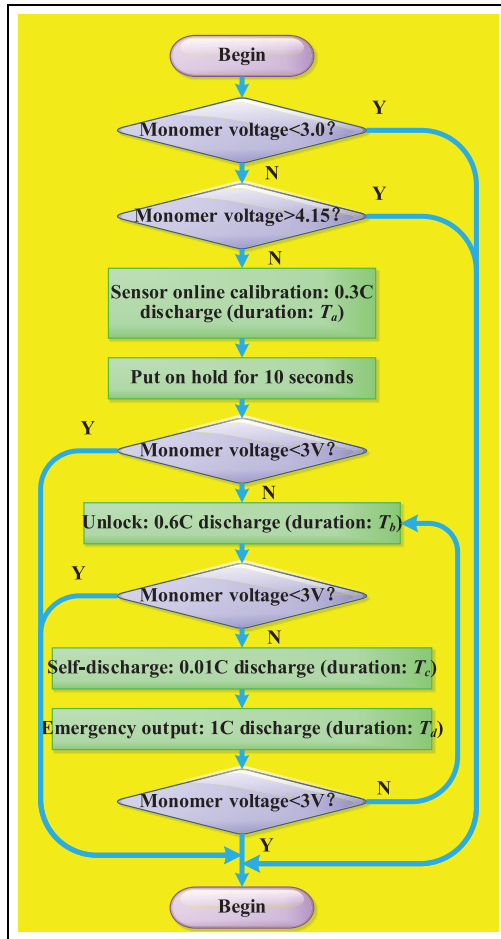 Begin
Y
Monomer voltage<3.0?
N
Y
Monomer voltage>4.15?
N
Sensor online calibration: 0.3C
discharge (duration: Ta)
Put on hold for 10 seconds
Y
Monomer voltage<3V?
N
Unlock: 0.6C discharge (duration: Tb)
Y
Monomer voltage<3V?
N
Self-discharge: 0.01C discharge (duration: Tc)
Emergency output: 1C discharge (duration: Td)
Monomer voltage<3V?
N
Y
Begin